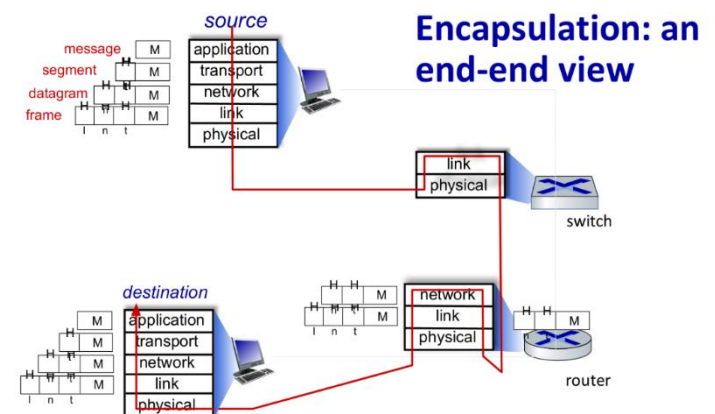 Encapsulation: an
end-end view
source
message M application
segment H M transport
datagram H H M network
frame H H M link
l n t physical
link
physical
switch
destination
M application
H M transport
H H M network
H H H M link
l n t physical
H H M network
H H H M link
l n t physical
H H M
router